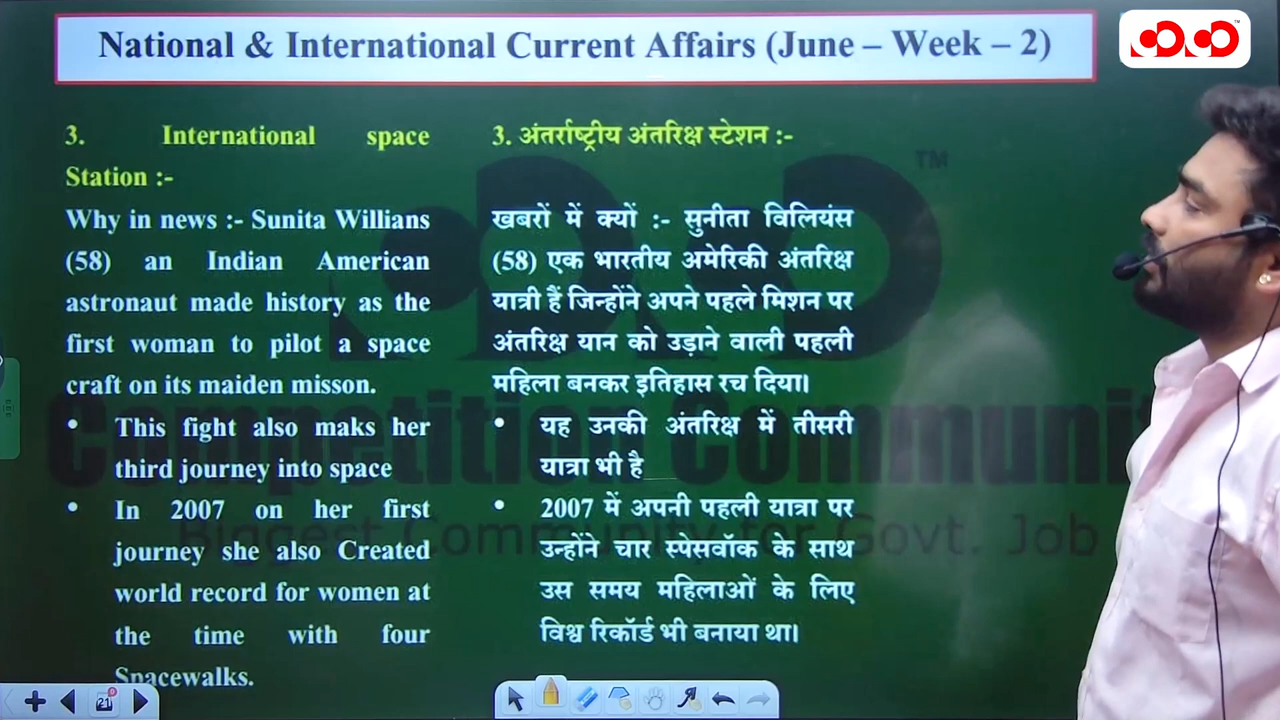 National & International Current Affairs (June – Week – 2)
3. International space
Station :-
Why in news :- Sunita Willians
(58) an Indian American
astronaut made history as the
first woman to pilot a space
craft on its maiden misson.
• This fight also maks her
third journey into space
• In 2007 on her first
journey she also Created
world record for women at
the time with four
Spacewalks.
3. अंतर्राष्ट्रीय अंतरिक्ष स्टेशन :-
खबरों में क्यों :- सुनीता विलियंस
(58) एक भारतीय अमेरिकी अंतरिक्ष
यात्री हैं जिन्होंने अपने पहले मिशन पर
अंतरिक्ष यान को उड़ाने वाली पहली
महिला बनकर इतिहास रच दिया।
• यह उनकी अंतरिक्ष में तीसरी
यात्रा भी है
• 2007 में अपनी पहली यात्रा पर
उन्होंने चार स्पेसवॉक के साथ
उस समय महिलाओं के लिए
विश्व रिकॉर्ड भी बनाया था।
TM
Competition Communit
Biggest Community for Govt. Job
21